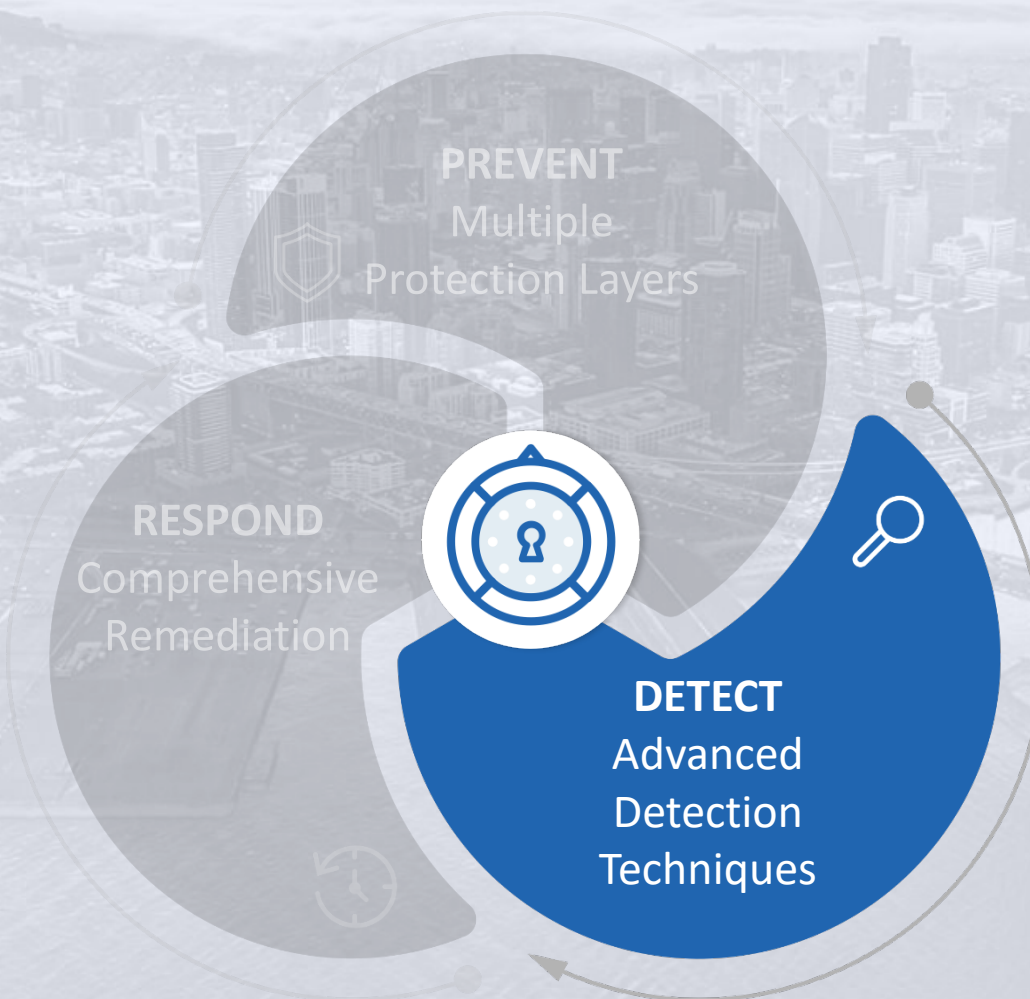 PREVENT
Multiple
Protection Layers
RESPOND
Comprehensive
Remediation
DETECT
Advanced
Detection
Techniques